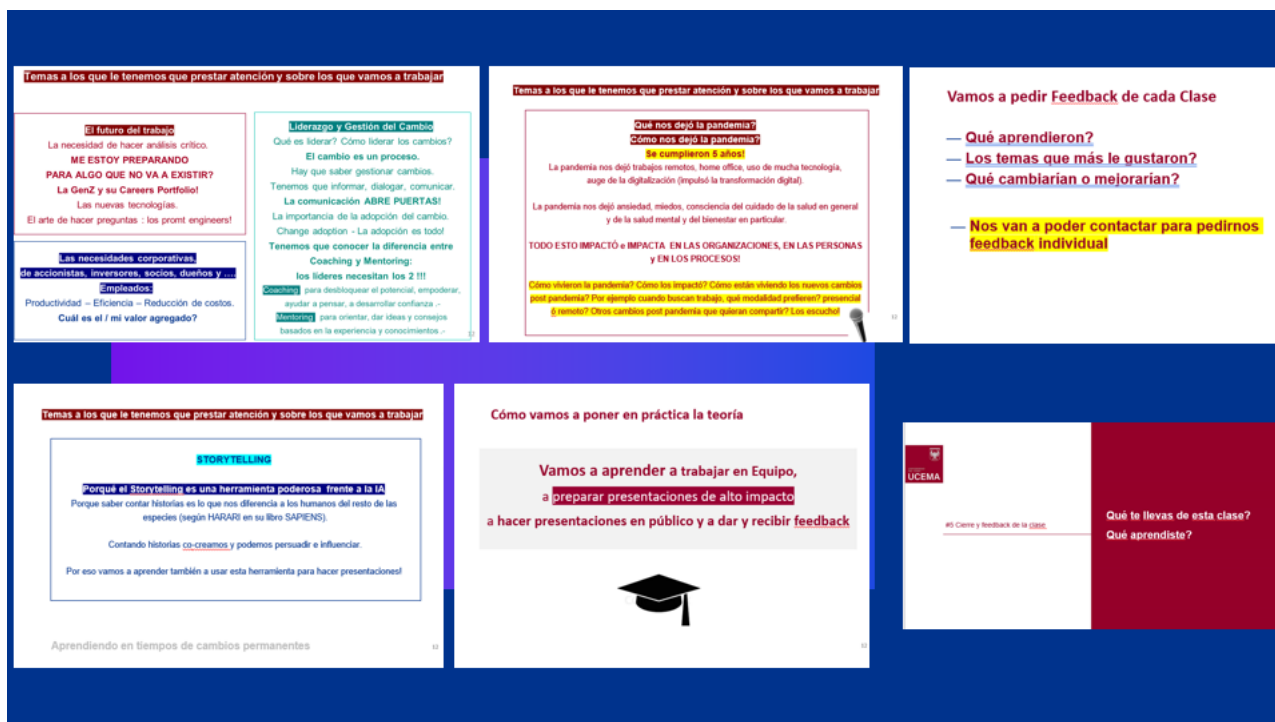 Temas a los que le tenemos que prestar atención y sobre los que vamos a trabajar
El futuro del trabajo
La necesidad de hacer análisis crítico.
ME ESTOY PREPARANDO
PARA ALGO QUE NO VA A EXISTIR?
La GenZ y su Careers Portfolio!
Las nuevas tecnologías.
El arte de hacer preguntas : los promt engineers!
Las necesidades corporativas,
de accionistas, inversores, socios, dueños y ....
Empleados:
Productividad – Eficiencia – Reducción de costos.
Cuál es el / mi valor agregado?
Liderazgo y Gestión del Cambio
Qué es liderar? Cómo liderar los cambios?
El cambio es un proceso.
Hay que saber gestionar cambios.
Tenemos que informar, dialogar, comunicar.
La comunicación ABRE PUERTAS!
La importancia de la adopción del cambio.
Change adoption - La adopción es todo!
Tenemos que conocer la diferencia entre
Coaching y Mentoring:
los líderes necesitan los 2 !!!
Coaching: para desbloquear el potencial, empoderar,
ayudar a pensar, a desarrollar confianza .-
Mentoring: para orientar, dar ideas y consejos
basados en la experiencia y conocimientos .-
Temas a los que le tenemos que prestar atención y sobre los que vamos a trabajar
Qué nos dejó la pandemia?
Cómo nos dejó la pandemia?
Se cumplieron 5 años!
La pandemia nos dejó trabajos remotos, home office, uso de mucha tecnología,
auge de la digitalización (impulsó la transformación digital).
La pandemia nos dejó ansiedad, miedos, consciencia del cuidado de la salud en general
y de la salud mental y del bienestar en particular.
TODO ESTO IMPACTÓ e IMPACTA EN LAS ORGANIZACIONES, EN LAS PERSONAS
y EN LOS PROCESOS!
Cómo vivieron la pandemia? Cómo los impactó? Cómo están viviendo los nuevos cambios
post pandemia? Por ejemplo cuando buscan trabajo, qué modalidad prefieren? presencial
ó remoto? Otros cambios post pandemia que quieran compartir? Los escucho!
Vamos a pedir Feedback de cada Clase
— Qué aprendieron?
— Los temas que más le gustaron?
— Qué cambiarían o mejorarían?
— Nos van a poder contactar para pedirnos
feedback individual
Temas a los que le tenemos que prestar atención y sobre los que vamos a trabajar
STORYTELLING
Porqué el Storytelling es una herramienta poderosa frente a la IA
Porque saber contar historias es lo que nos diferencia a los humanos del resto de las
especies (según HARARI en su libro SAPIENS).
Contando historias co-creamos y podemos persuadir e influenciar.
Por eso vamos a aprender también a usar esta herramienta para hacer presentaciones!
Aprendiendo en tiempos de cambios permanentes
Cómo vamos a poner en práctica la teoría
Vamos a aprender a trabajar en Equipo,
a preparar presentaciones de alto impacto
a hacer presentaciones en público y a dar y recibir feedback
UCEMA
#5 Cierre y feedback de la clase
Qué te llevas de esta clase?
Qué aprendiste?